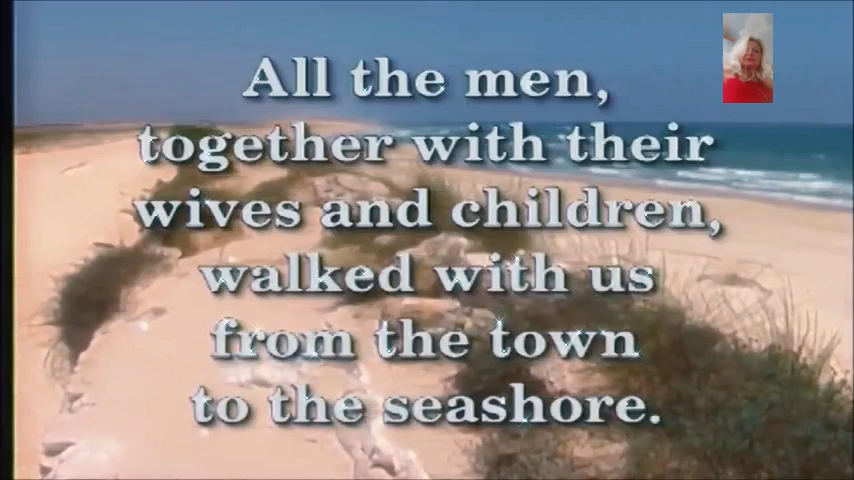 All the men,
together with their
wives and children,
walked with us
from the town
to the seashore.